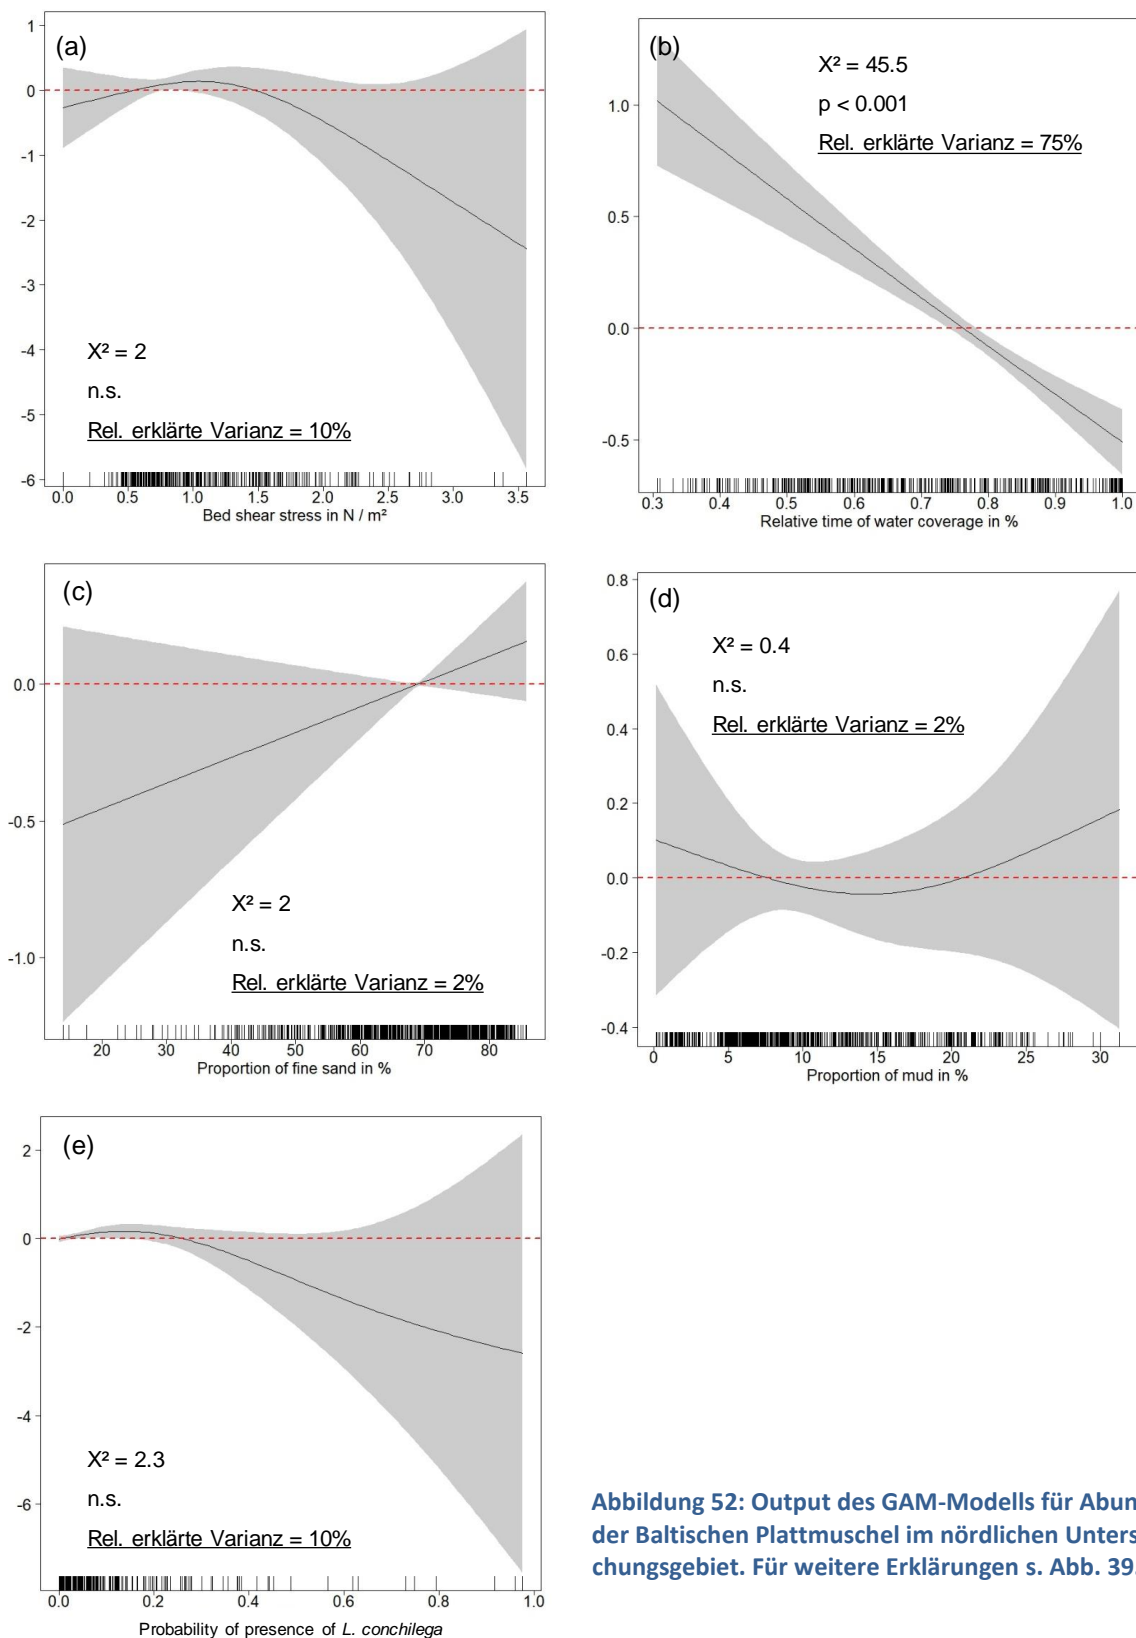 (a)
1
0
-1
-2
-3
-4
-5
-6
X² = 2
n.s.
Rel. erklärte Varianz = 10%
0.0 0.5 1.0 1.5 2.0 2.5 3.0 3.5
Bed shear stress in N / m²
(b)
1.0
0.5
0.0
-0.5
X² = 45.5
p < 0.001
Rel. erklärte Varianz = 75%
0.3 0.4 0.5 0.6 0.7 0.8 0.9 1.0
Relative time of water coverage in %
(c)
0.0
-0.5
-1.0
X² = 2
n.s.
Rel. erklärte Varianz = 2%
20 30 40 50 60 70 80
Proportion of fine sand in %
(d)
0.8
0.6
0.4
0.2
0.0
-0.2
-0.4
X² = 0.4
n.s.
Rel. erklärte Varianz = 2%
0 5 10 15 20 25 30
Proportion of mud in %
(e)
2
0
-2
-4
-6
X² = 2.3
n.s.
Rel. erklärte Varianz = 10%
0.0 0.2 0.4 0.6 0.8 1.0
Probability of presence of L. conchilega
Abbildung 52: Output des GAM-Modells für Abun
der Baltischen Plattmuschel im nördlichen Unters
chungsgebiet. Für weitere Erklärungen s. Abb. 39.